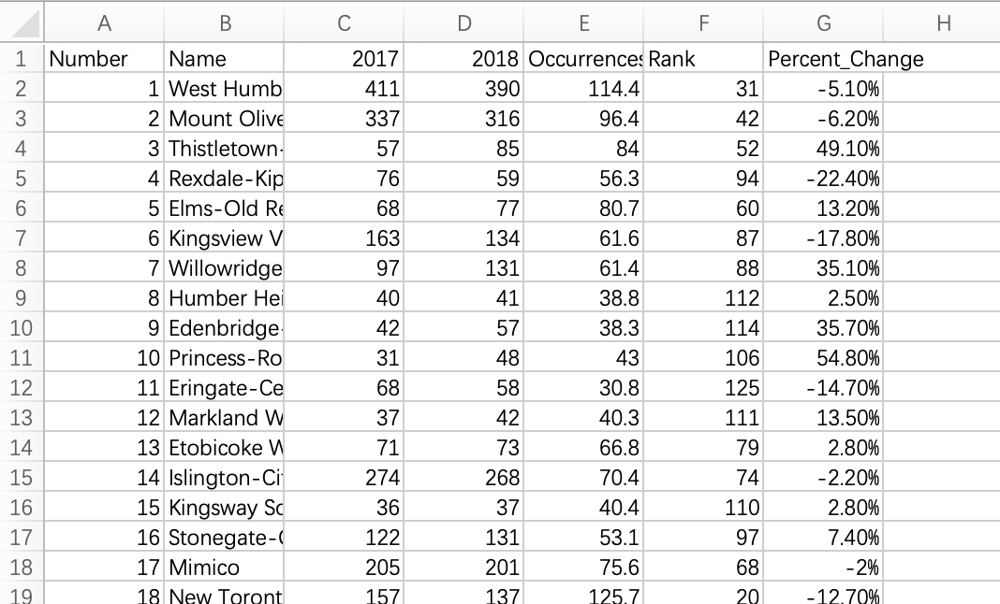 A B C D E F G H
1 Number Name 2017 2018 Occurrences Rank Percent_Change
2 1 West Humb 411 390 114.4 31 -5.10%
3 2 Mount Olive 337 316 96.4 42 -6.20%
4 3 Thistletown- 57 85 84 52 49.10%
5 4 Rexdale-Kip 76 59 56.3 94 -22.40%
6 5 Elms-Old Re 68 77 80.7 60 13.20%
7 6 Kingsview V 163 134 61.6 87 -17.80%
8 7 Willowridge 97 131 61.4 88 35.10%
9 8 Humber Hei 40 41 38.8 112 2.50%
10 9 Edenbridge- 42 57 38.3 114 35.70%
11 10 Princess-Ro 31 48 43 106 54.80%
12 11 Eringate-Ce 68 58 30.8 125 -14.70%
13 12 Markland W 37 42 40.3 111 13.50%
14 13 Etobicoke W 71 73 66.8 79 2.80%
15 14 Islington-Cit 274 268 70.4 74 -2.20%
16 15 Kingsway So 36 37 40.4 110 2.80%
17 16 Stonegate-Q 122 131 53.1 97 7.40%
18 17 Mimico 205 201 75.6 68 -2%
19 18 New Toront 157 137 125.7 20 -12.70%